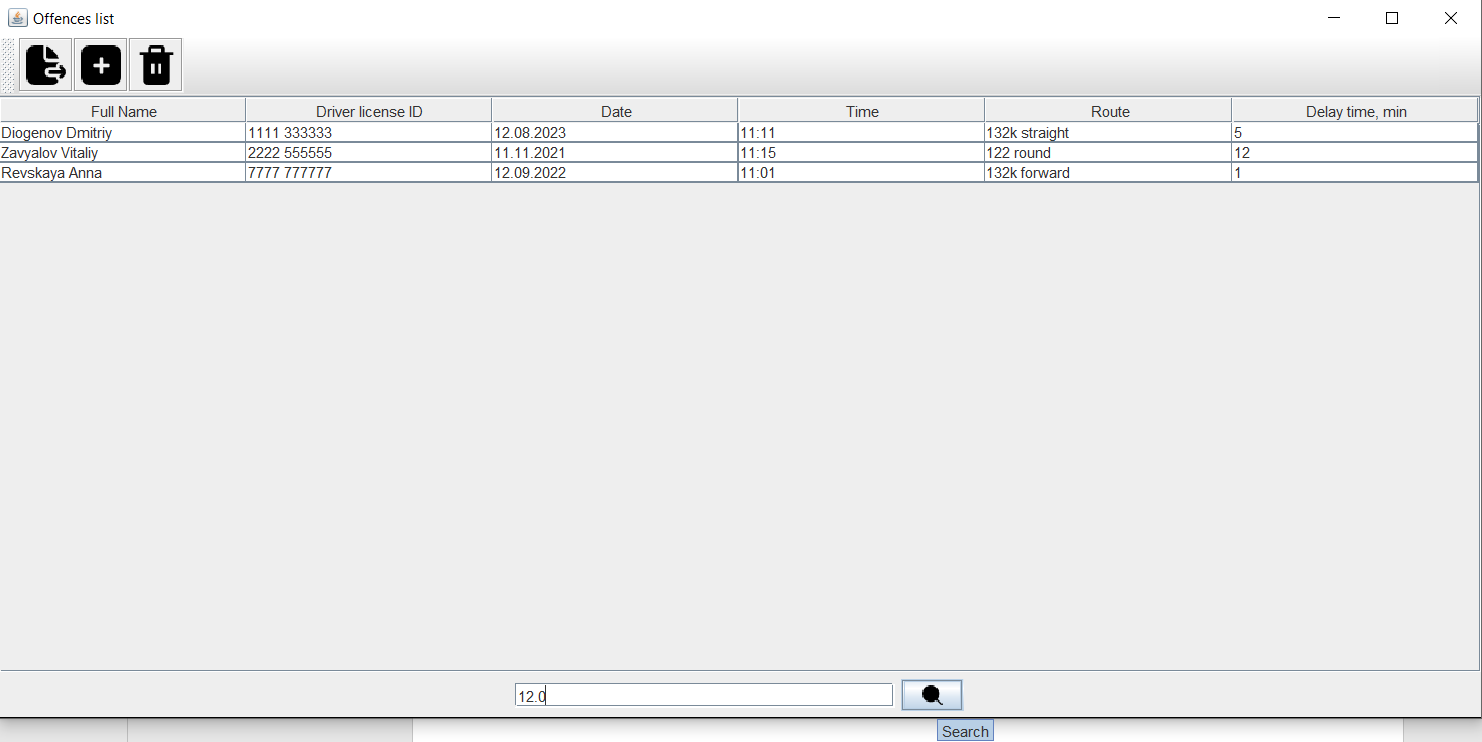 Offences list
Full Name Driver license ID Date Time Route Delay time, min
Diogenov Dmitriy 1111 333333 12.08.2023 11:11 132k straight 5
Zavyalov Vitaliy 2222 555555 11.11.2021 11:15 122 round 12
Revskaya Anna 7777 777777 12.09.2022 11:01 132k forward 1
12.0
Search